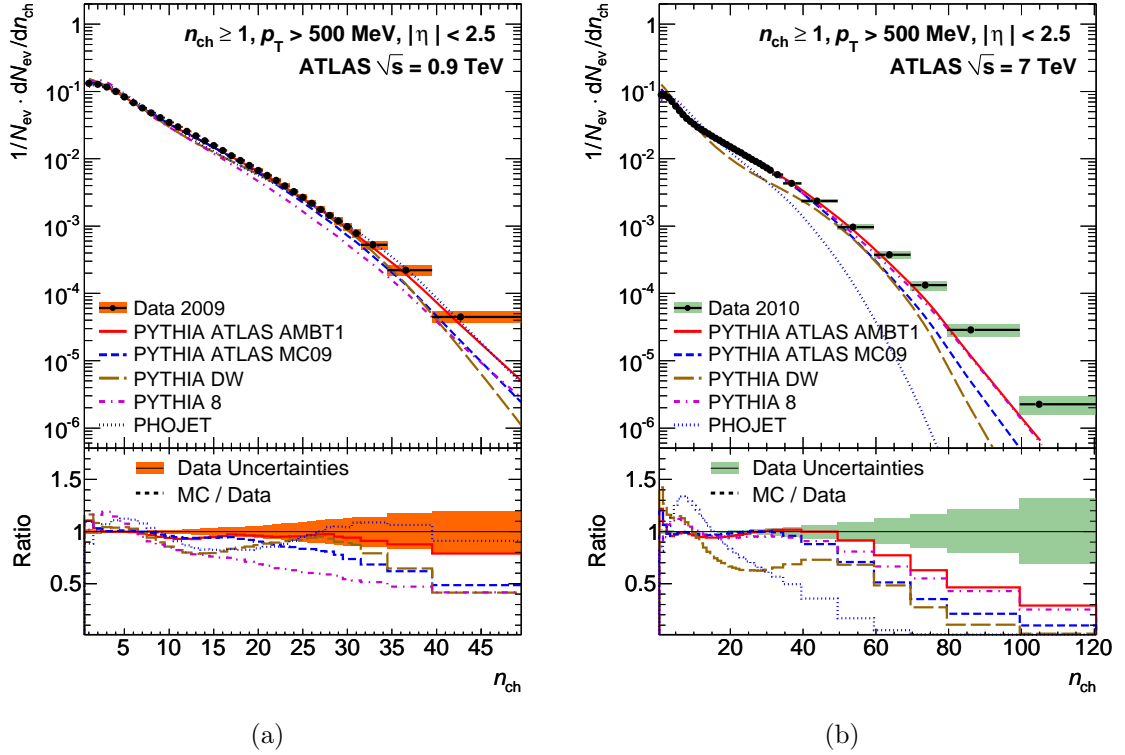 1/N_ev · dN_ev/dn_ch
1
10⁻¹
10⁻²
10⁻³
10⁻⁴
10⁻⁵
10⁻⁶
n_ch ≥ 1, p_T > 500 MeV, |η| < 2.5
ATLAS √s = 0.9 TeV
Data 2009
PYTHIA ATLAS AMBT1
PYTHIA ATLAS MC09
PYTHIA DW
PYTHIA 8
PHOJET
Ratio
1.5
1
0.5
Data Uncertainties
MC / Data
5 10 15 20 25 30 35 40 45
n_ch
(a)
1/N_ev · dN_ev/dn_ch
1
10⁻¹
10⁻²
10⁻³
10⁻⁴
10⁻⁵
10⁻⁶
n_ch ≥ 1, p_T > 500 MeV, |η| < 2.5
ATLAS √s = 7 TeV
Data 2010
PYTHIA ATLAS AMBT1
PYTHIA ATLAS MC09
PYTHIA DW
PYTHIA 8
PHOJET
Ratio
1.5
1
0.5
Data Uncertainties
MC / Data
20 40 60 80 100 120
n_ch
(b)